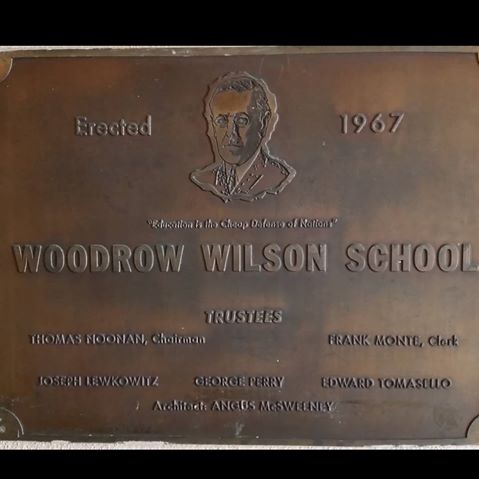 Erected 1967
"Education is the Cheap Defense of Nations"
WOODROW WILSON SCHOOL
TRUSTEES
THOMAS NOONAN, Chairman FRANK MONTE, Clerk
JOSEPH LEWKOWITZ GEORGE PERRY EDWARD TOMASELLO
Architect: ANGUS McSWEENEY